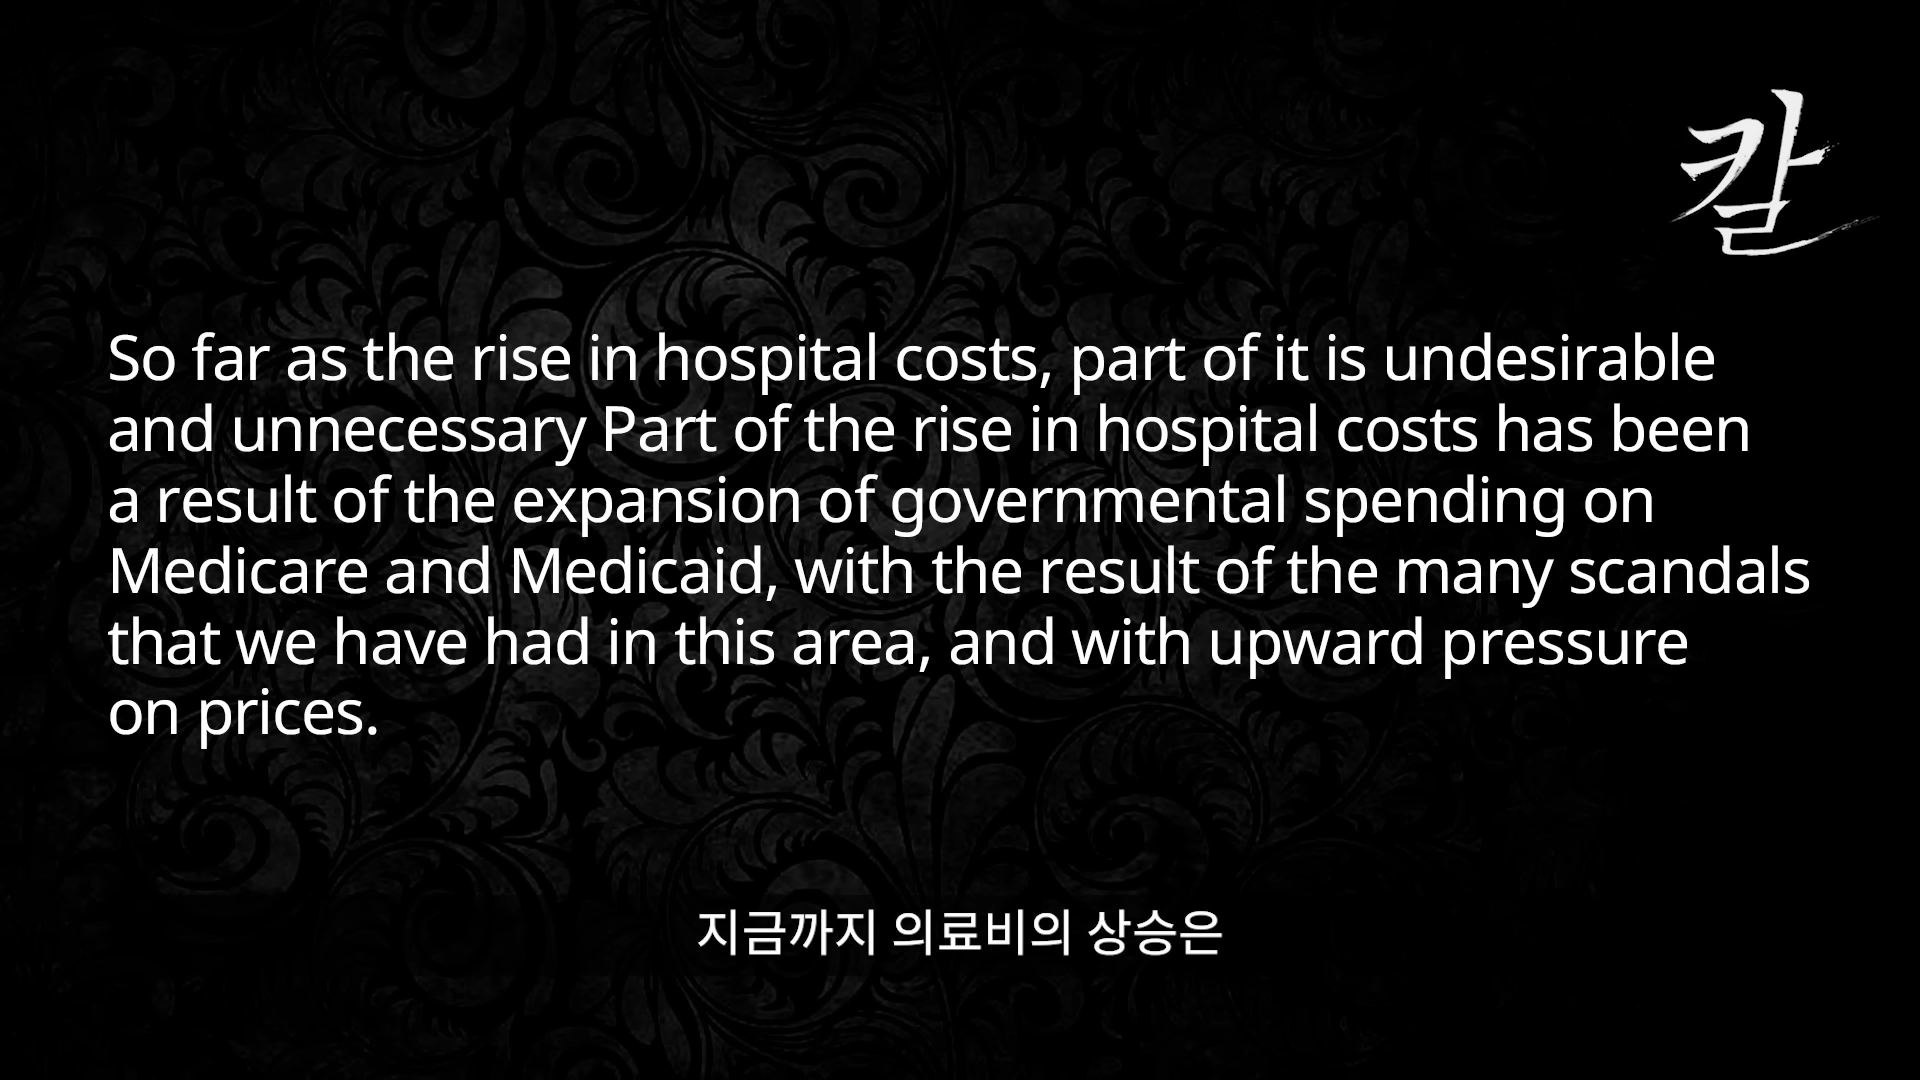 칼
So far as the rise in hospital costs, part of it is undesirable
and unnecessary Part of the rise in hospital costs has been
a result of the expansion of governmental spending on
Medicare and Medicaid, with the result of the many scandals
that we have had in this area, and with upward pressure
on prices.
지금까지 의료비의 상승은